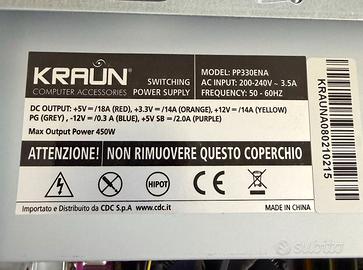 KRAUN
COMPUTER ACCESSORIES
SWITCHING
POWER SUPPLY
MODEL: PP330ENA
AC INPUT: 200-240V ~ 3.5A
FREQUENCY: 50 - 60HZ
DC OUTPUT: +5V ⎓ /18A (RED), +3.3V ⎓ /14A (ORANGE), +12V ⎓ /14A (YELLOW)
PG (GREY) , -12V ⎓ /0.3 A (BLUE), +5V SB ⎓ /2.0A (PURPLE)
Max Output Power 450W
ATTENZIONE! NON RIMUOVERE QUESTO COPERCHIO
HIPOT
CE
Importato e Distribuito da CDC S.p.A www.cdc.it
MADE IN CHINA
KRAUNA080210215
subito